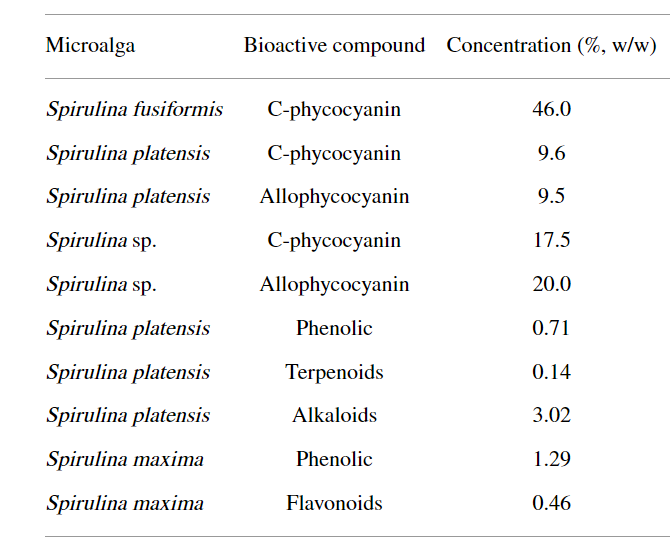 Microalga Bioactive compound Concentration (%, w/w)
Spirulina fusiformis C-phycocyanin 46.0
Spirulina platensis C-phycocyanin 9.6
Spirulina platensis Allophycocyanin 9.5
Spirulina sp. C-phycocyanin 17.5
Spirulina sp. Allophycocyanin 20.0
Spirulina platensis Phenolic 0.71
Spirulina platensis Terpenoids 0.14
Spirulina platensis Alkaloids 3.02
Spirulina maxima Phenolic 1.29
Spirulina maxima Flavonoids 0.46